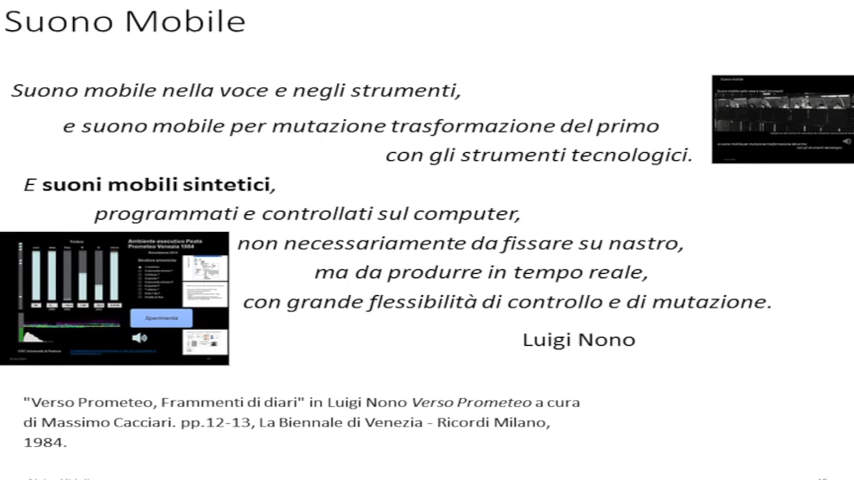 Suono Mobile
Suono mobile nella voce e negli strumenti,
e suono mobile per mutazione trasformazione del primo
con gli strumenti tecnologici.
E suoni mobili sintetici,
programmati e controllati sul computer,
non necessariamente da fissare su nastro,
ma da produrre in tempo reale,
con grande flessibilità di controllo e di mutazione.
Luigi Nono
Ambiente esecutivo Peata
Prometeo Venezia 1984
Sperimenta
"Verso Prometeo, Frammenti di diari" in Luigi Nono Verso Prometeo a cura
di Massimo Cacciari. pp.12-13, La Biennale di Venezia - Ricordi Milano,
1984.